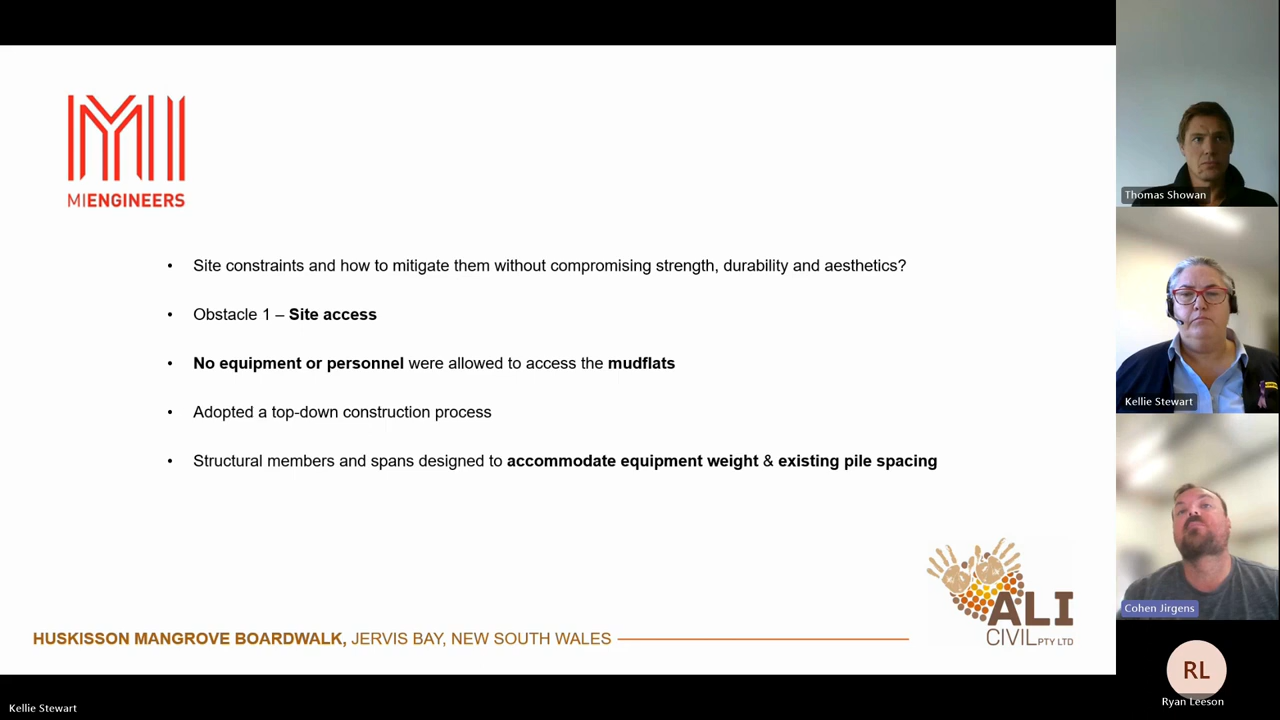 MIENGINEERS
• Site constraints and how to mitigate them without compromising strength, durability and aesthetics?
• Obstacle 1 – Site access
• No equipment or personnel were allowed to access the mudflats
• Adopted a top-down construction process
• Structural members and spans designed to accommodate equipment weight & existing pile spacing
ALI
CIVIL PTY LTD
HUSKISSON MANGROVE BOARDWALK, JERVIS BAY, NEW SOUTH WALES
Kellie Stewart
Thomas Showan
Kellie Stewart
Cohen Jirgens
RL
Ryan Leeson